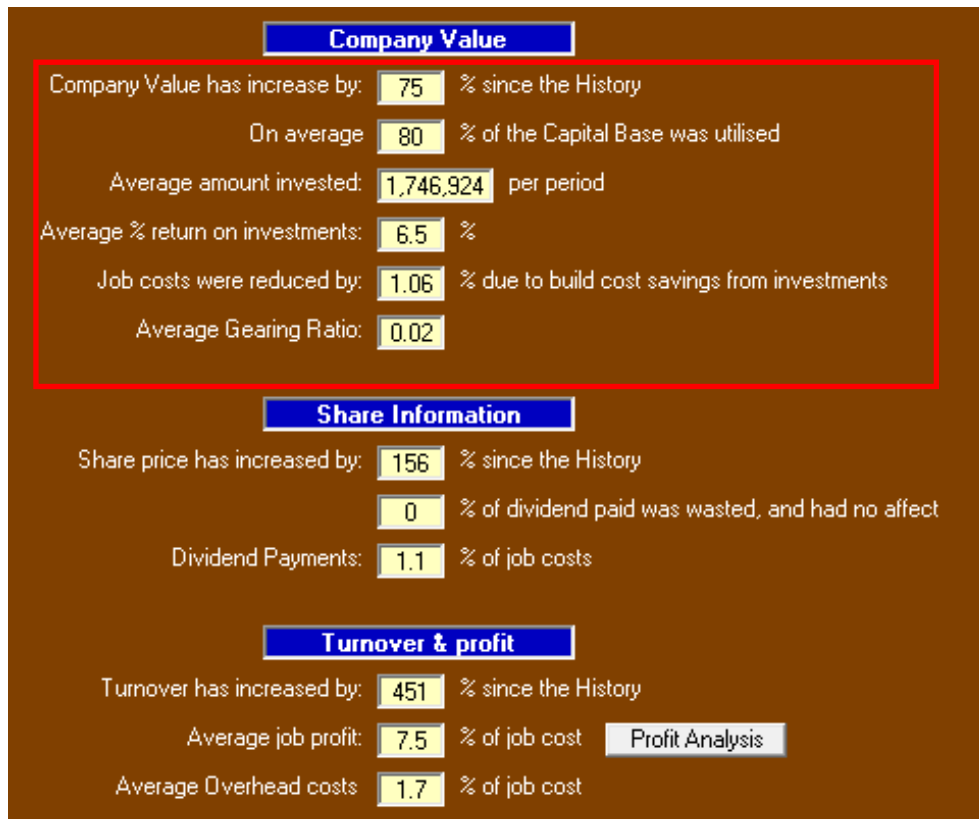 Company Value
Company Value has increase by: 75 % since the History
On average 80 % of the Capital Base was utilised
Average amount invested: 1,746,924 per period
Average % return on investments: 6.5 %
Job costs were reduced by: 1.06 % due to build cost savings from investments
Average Gearing Ratio: 0.02
Share Information
Share price has increased by: 156 % since the History
0 % of dividend paid was wasted, and had no affect
Dividend Payments: 1.1 % of job costs
Turnover & profit
Turnover has increased by: 451 % since the History
Average job profit: 7.5 % of job cost Profit Analysis
Average Overhead costs 1.7 % of job cost